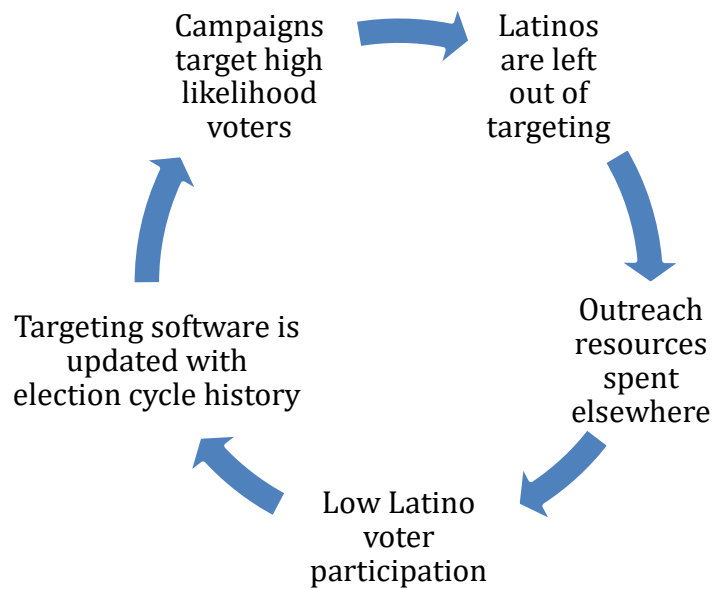 Campaigns
target high
likelihood
voters
Latinos
are left
out of
targeting
Outreach
resources
spent
elsewhere
Low Latino
voter
participation
Targeting software is
updated with
election cycle history